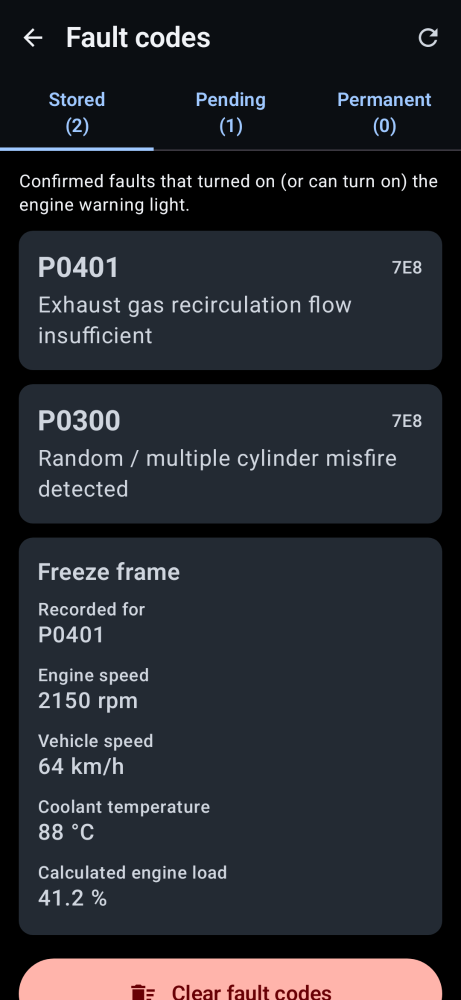 Fault codes
Stored
(2)
Pending
(1)
Permanent
(0)
Confirmed faults that turned on (or can turn on) the
engine warning light.
P0401
7E8
Exhaust gas recirculation flow
insufficient
P0300
7E8
Random / multiple cylinder misfire
detected
Freeze frame
Recorded for
P0401
Engine speed
2150 rpm
Vehicle speed
64 km/h
Coolant temperature
88 °C
Calculated engine load
41.2 %
Clear fault codes